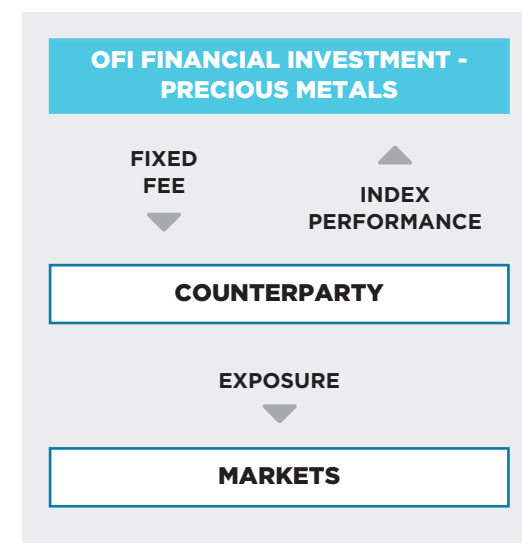 OFI FINANCIAL INVESTMENT -
PRECIOUS METALS
FIXED
FEE
INDEX
PERFORMANCE
COUNTERPARTY
EXPOSURE
MARKETS